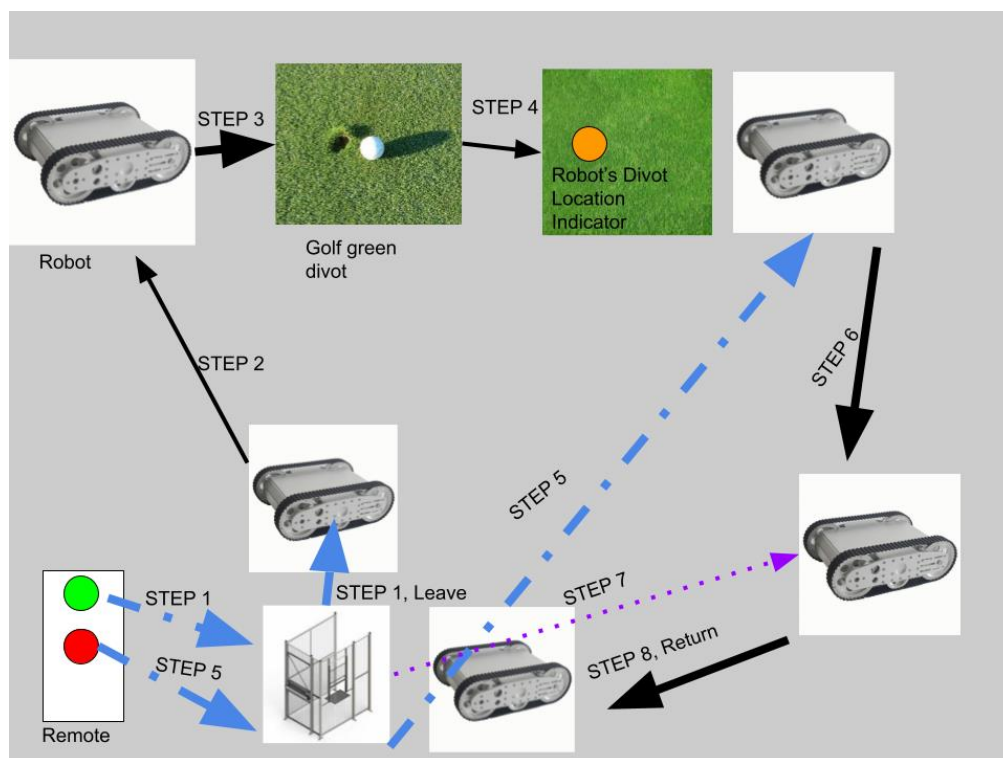 STEP 3
STEP 4
Robot's Divot
Location
Indicator
Robot
Golf green
divot
STEP 2
STEP 6
STEP 5
STEP 1
STEP 1, Leave
STEP 7
STEP 5
STEP 8, Return
Remote